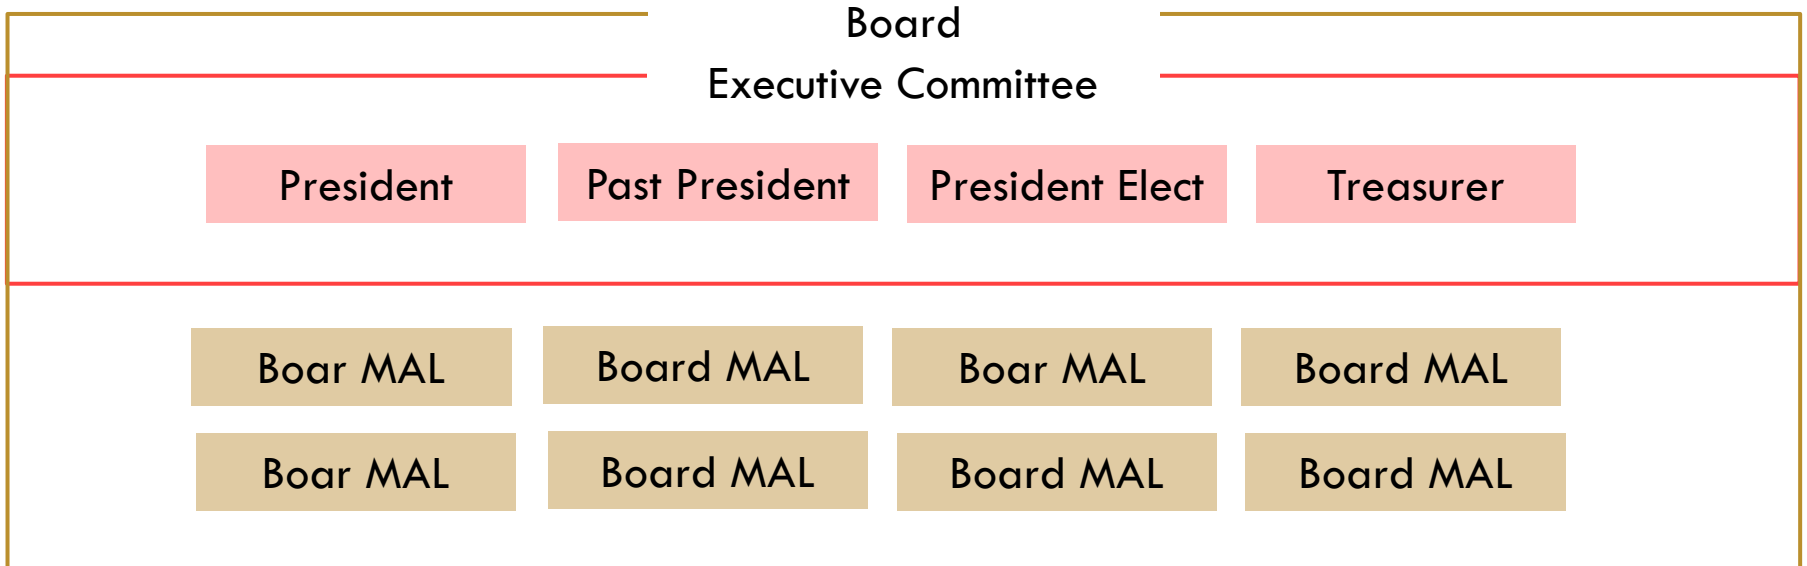 Board
Executive Committee
President Past President President Elect Treasurer
Boar MAL Board MAL Boar MAL Board MAL
Boar MAL Board MAL Board MAL Board MAL